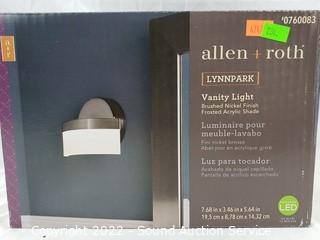 0760083
allen + roth
LYNNPARK
Vanity Light
Brushed Nickel Finish
Frosted Acrylic Shade
Luminaire pour
meuble-lavabo
Fini nickel brossé
Abat-jour en acrylique givré
Luz para tocador
Acabado de níquel cepillado
Pantalla de acrílico escarchado
7.68 in x 3.46 in x 5.64 in
19,5 cm x 8,78 cm x 14,32 cm
LED
Copyright 2022 - South Oregon Auction